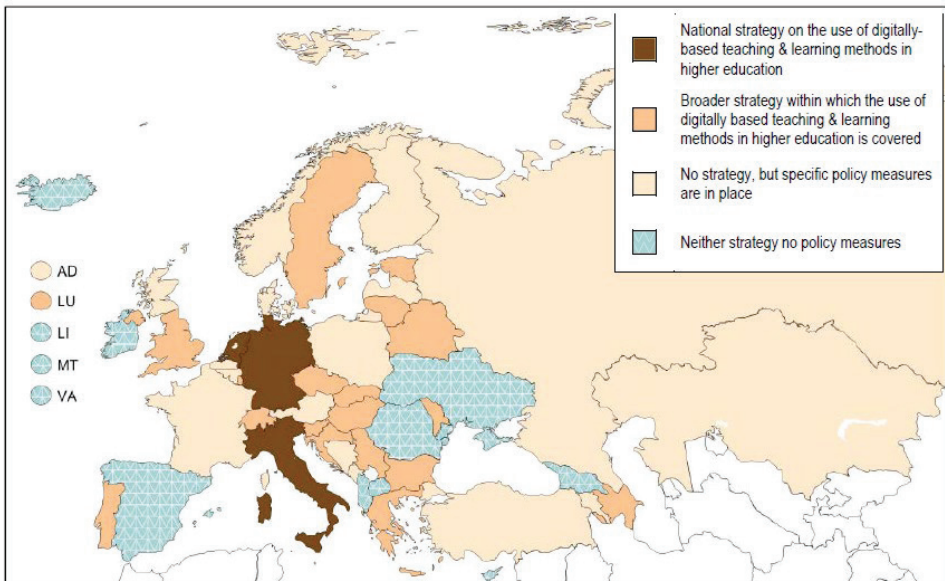 National strategy on the use of digitally-
based teaching & learning methods in
higher education
Broader strategy within which the use of
digitally based teaching & learning
methods in higher education is covered
No strategy, but specific policy measures
are in place
Neither strategy no policy measures
AD
LU
LI
MT
VA